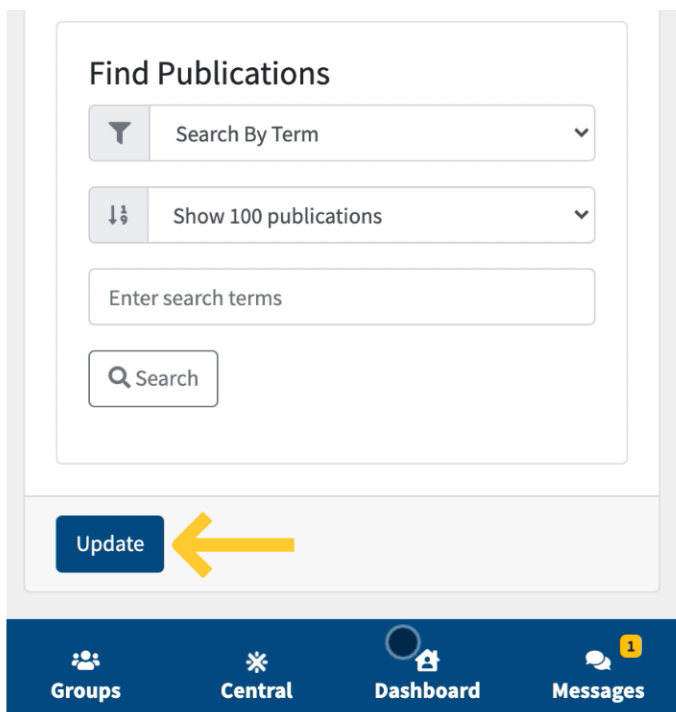 Find Publications
Search By Term
Show 100 publications
Enter search terms
Search
Update
1
Groups
Central
Dashboard
Messages